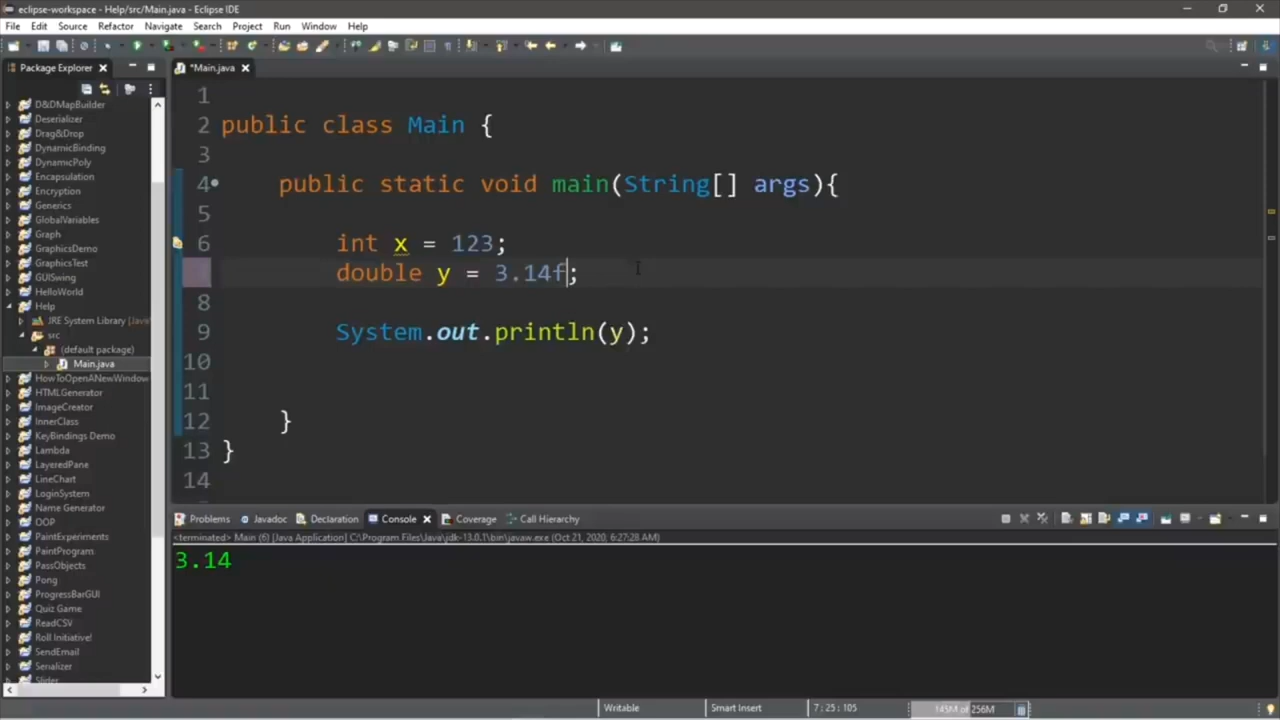 eclipse-workspace - Help/src/Main.java - Eclipse IDE
File Edit Source Refactor Navigate Search Project Run Window Help
Package Explorer
D&DMapBuilder
Deserializer
Drag&Drop
DynamicBinding
DynamicPoly
Encapsulation
Encryption
Generics
GlobalVariables
Graph
GraphicsDemo
GraphicsTest
GUISwing
HelloWorld
Help
JRE System Library [Java
src
(default package)
Main.java
HowToOpenANewWindow
HTMLGenerator
ImageCreator
InnerClass
KeyBindings Demo
Lambda
LayeredPane
LineChart
LoginSystem
Name Generator
OOP
PaintExperiments
PaintProgram
PassObjects
Pong
ProgressBarGUI
Quiz Game
ReadCSV
Roll Initiative!
SendEmail
Serializer
Slider
*Main.java
1
2 public class Main {
3
4 public static void main(String[] args){
5
6 int x = 123;
double y = 3.14f;
8
9 System.out.println(y);
10
11
12 }
13 }
14
Problems Javadoc Declaration Console Coverage Call Hierarchy
<terminated> Main (6) [Java Application] C:\Program Files\Java\jdk-13.0.1\bin\javaw.exe (Oct 21, 2020, 6:27:28 AM)
3.14
Writable Smart Insert 7 : 25 : 105 145M of 256M